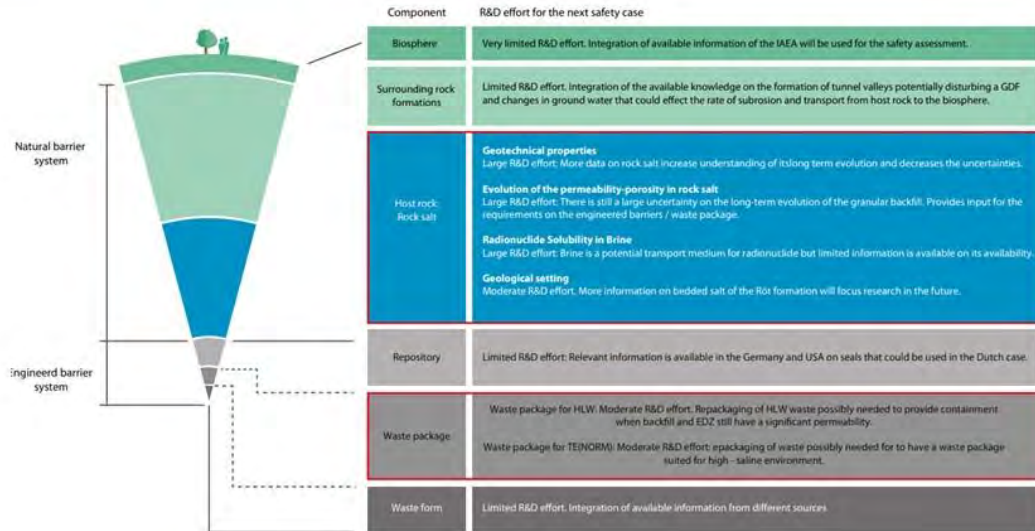 Component
R&D effort for the next safety case
Biosphere
Very limited R&D effort. Integration of available information of the IAEA will be used for the safety assessment.
Surrounding rock
formations
Limited R&D effort. Integration of the available knowledge on the formation of tunnel valleys potentially disturbing a GDF
and changes in ground water that could effect the rate of subrosion and transport from host rock to the biosphere.
Natural barrier
system
Host rock:
Rock salt
Geotechnical properties
Large R&D effort: More data on rock salt increase understanding of itslong term evolution and decreases the uncertainties.
Evolution of the permeability-porosity in rock salt
Large R&D effort: There is still a large uncertainty on the long-term evolution of the granular backfill. Provides input for the
requirements on the engineered barriers / waste package.
Radionuclide Solubility in Brine
Large R&D effort: Brine is a potential transport medium for radionuclide but limited information is available on its availability.
Geological setting
Moderate R&D effort. More information on bedded salt of the Röt formation will focus research in the future.
Engineerd barrier
system
Repository
Limited R&D effort: Relevant information is available in the Germany and USA on seals that could be used in the Dutch case.
Waste package
Waste package for HLW: Moderate R&D effort. Repackaging of HLW waste possibly needed to provide containment
when backfill and EDZ still have a significant permeability.
Waste package for TE(NORM): Moderate R&D effort: epackaging of waste possibly needed for to have a waste package
suited for high - saline environment.
Waste form
Limited R&D effort. Integration of available information from different sources